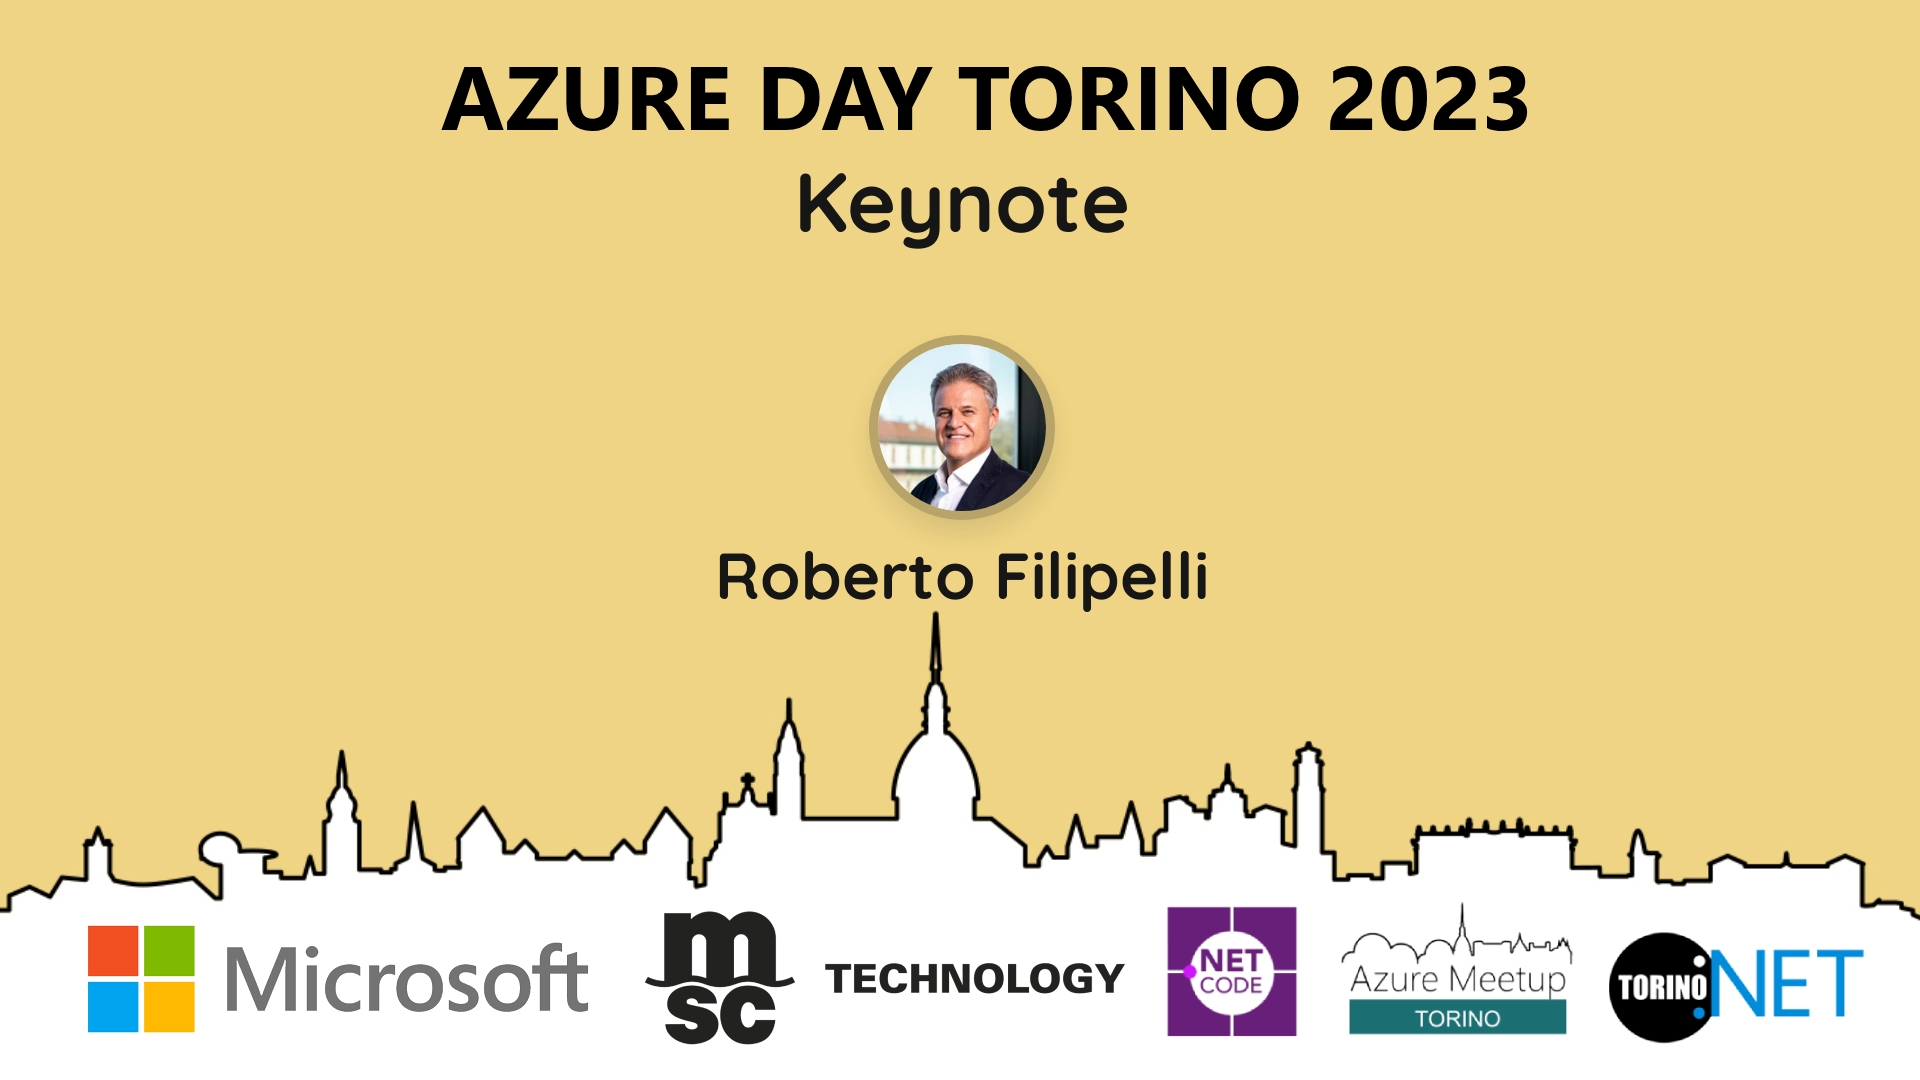 AZURE DAY TORINO 2023
Keynote
Roberto Filipelli
Microsoft
msc TECHNOLOGY
NET CODE
Azure Meetup
TORINO
TORINO NET